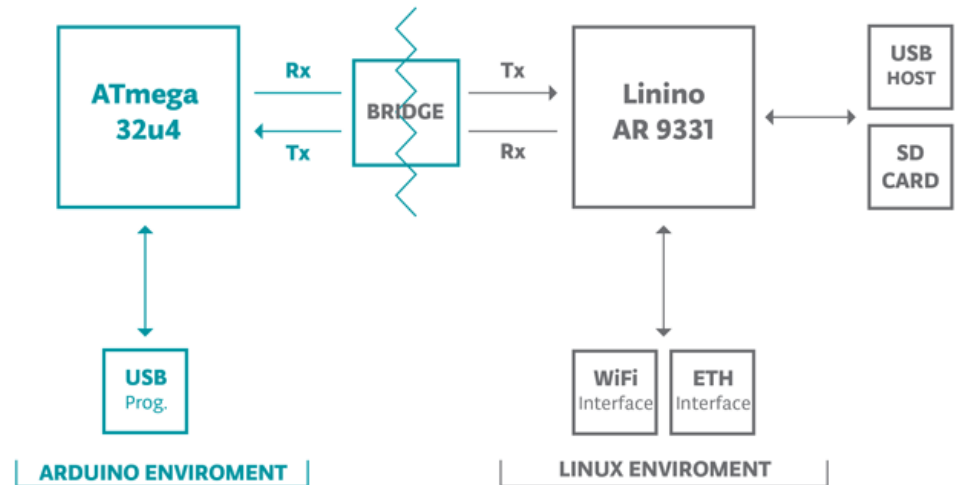 ATmega
32u4
Rx
Tx
BRIDGE
Tx
Rx
Linino
AR 9331
USB
HOST
SD
CARD
USB
Prog.
WiFi
Interface
ETH
Interface
ARDUINO ENVIROMENT
LINUX ENVIROMENT